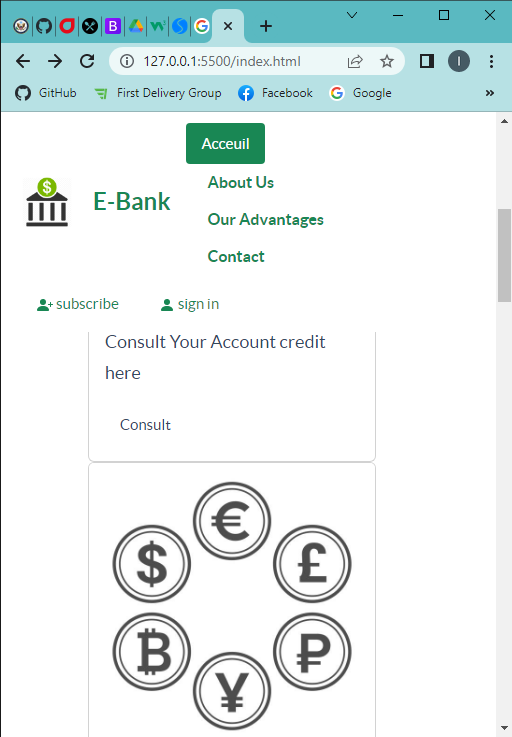 127.0.0.1:5500/index.html
I
GitHub First Delivery Group Facebook Google »
Acceuil
E-Bank
About Us
Our Advantages
Contact
subscribe sign in
Consult Your Account credit
here
Consult